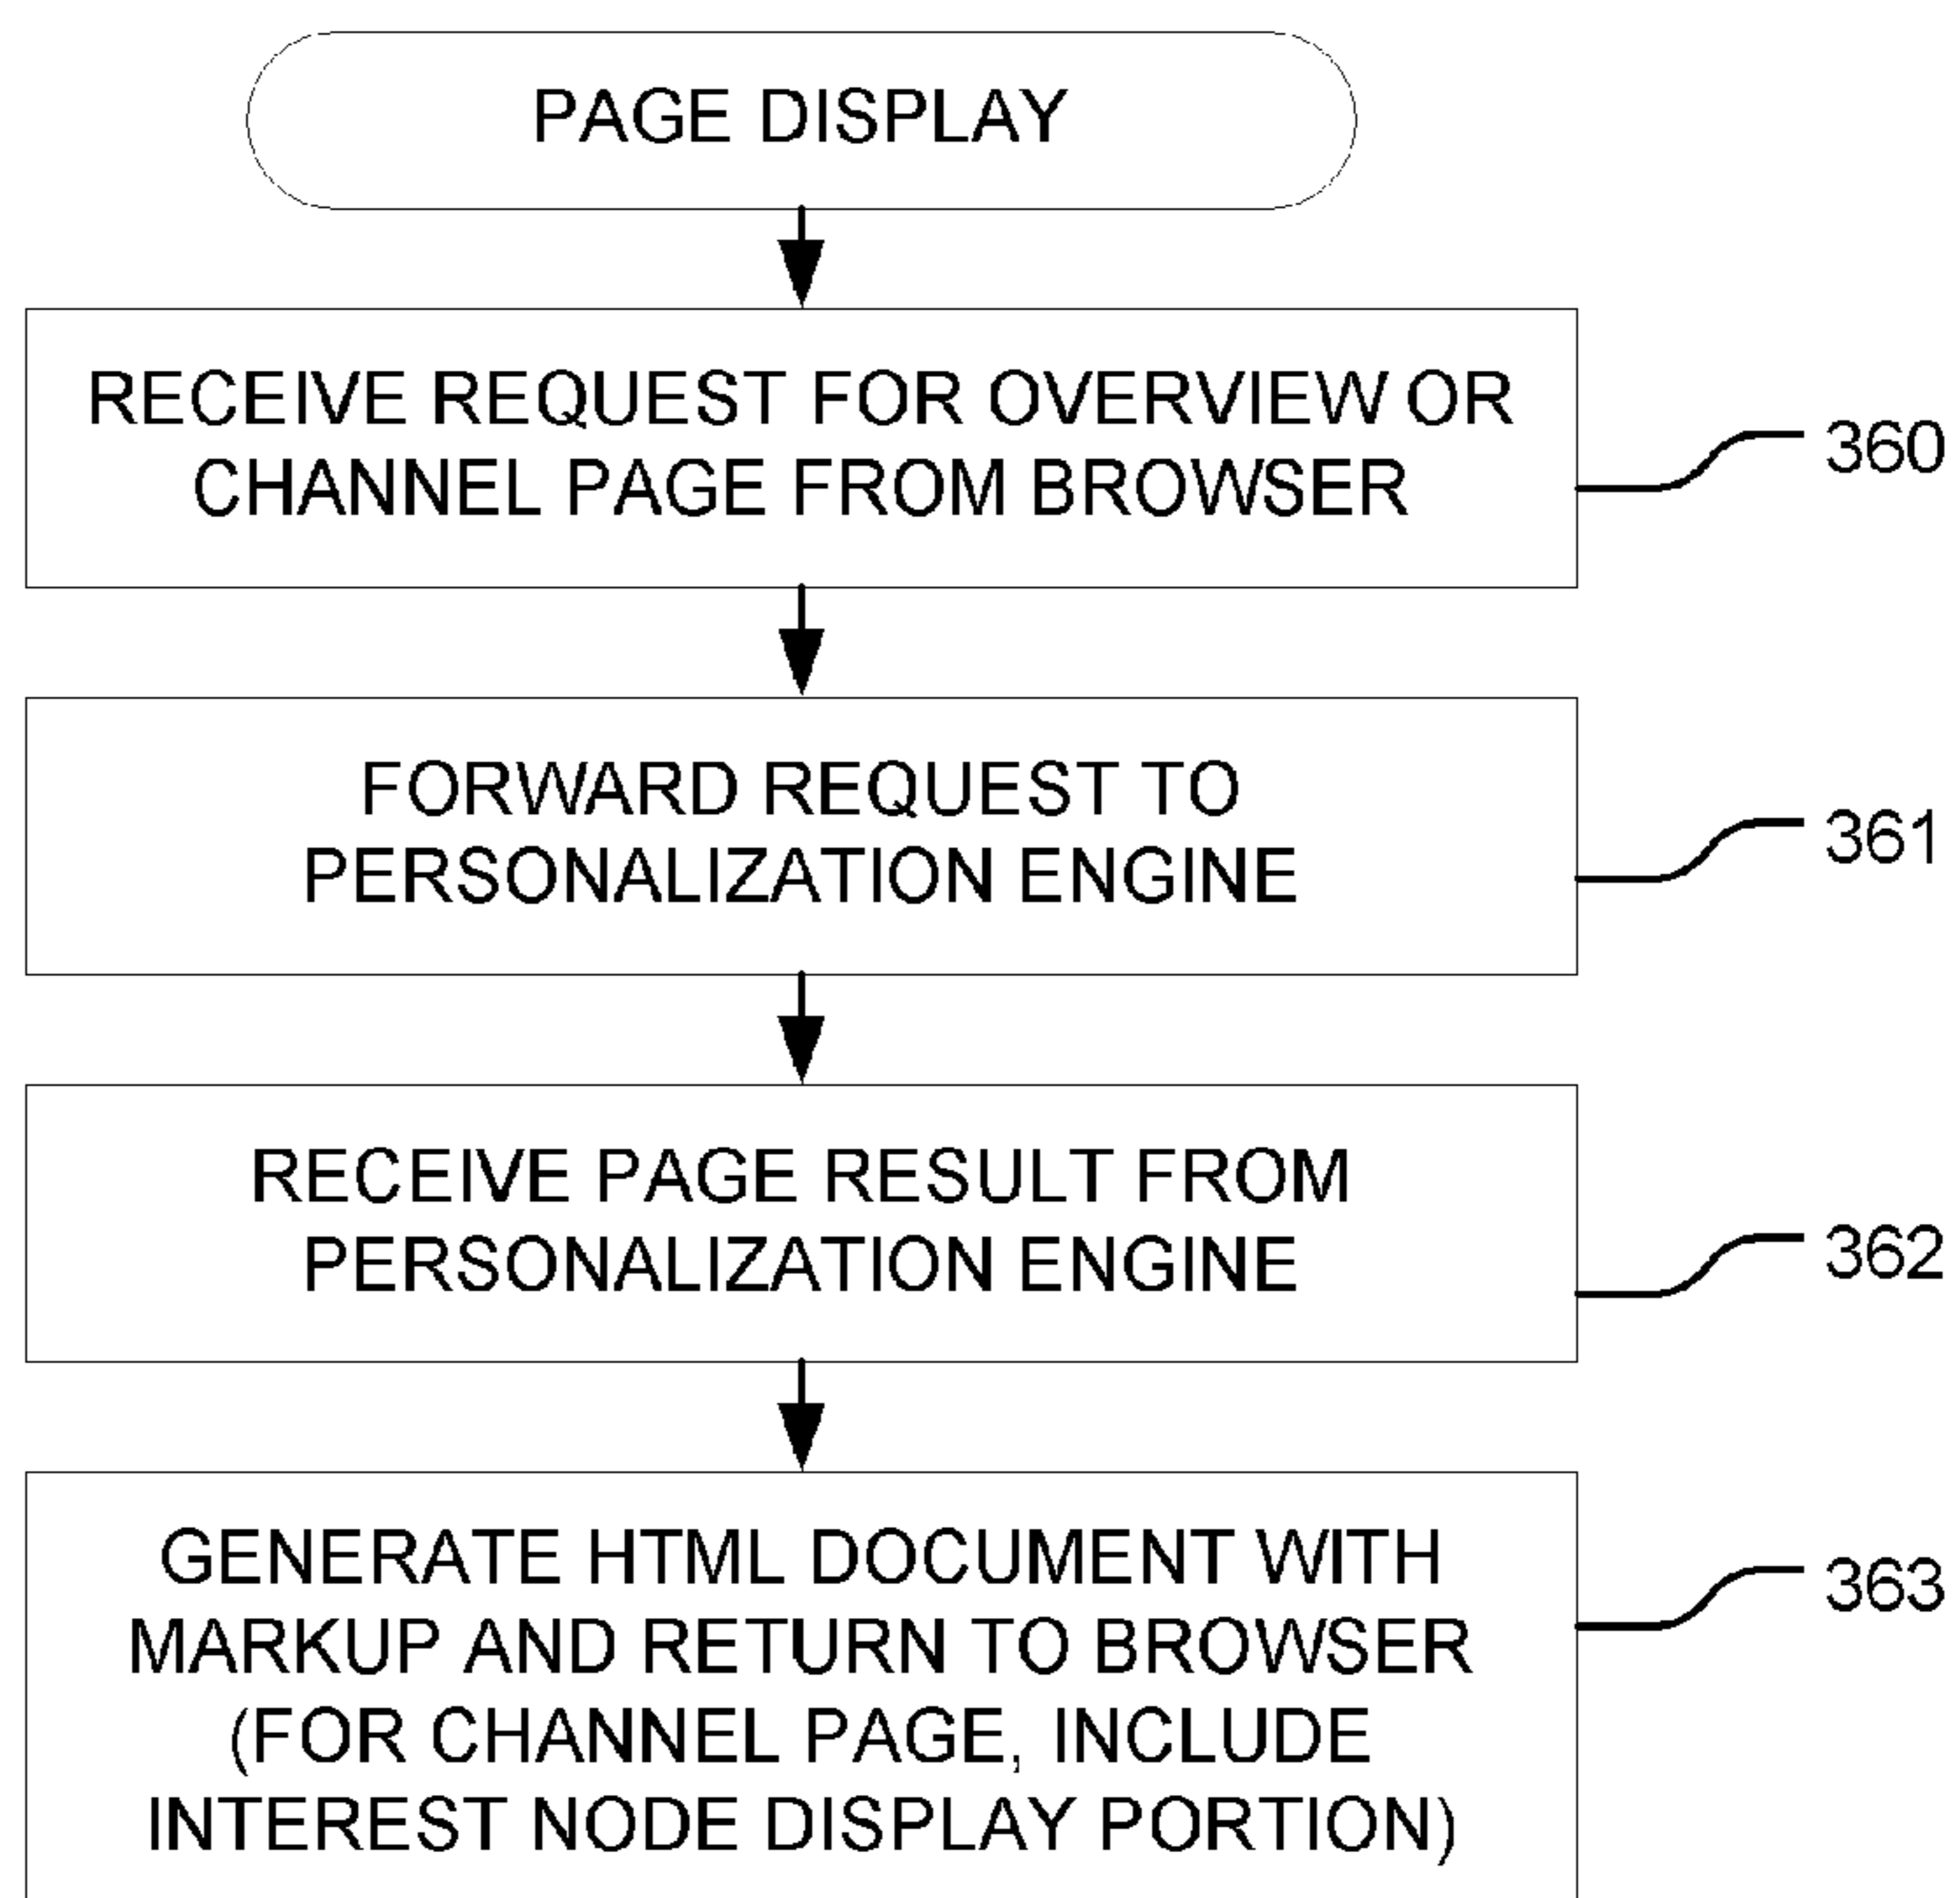 PAGE DISPLAY
RECEIVE REQUEST FOR OVERVIEW OR
CHANNEL PAGE FROM BROWSER
360
FORWARD REQUEST TO
PERSONALIZATION ENGINE
361
RECEIVE PAGE RESULT FROM
PERSONALIZATION ENGINE
362
GENERATE HTML DOCUMENT WITH
MARKUP AND RETURN TO BROWSER
(FOR CHANNEL PAGE, INCLUDE
INTEREST NODE DISPLAY PORTION)
363